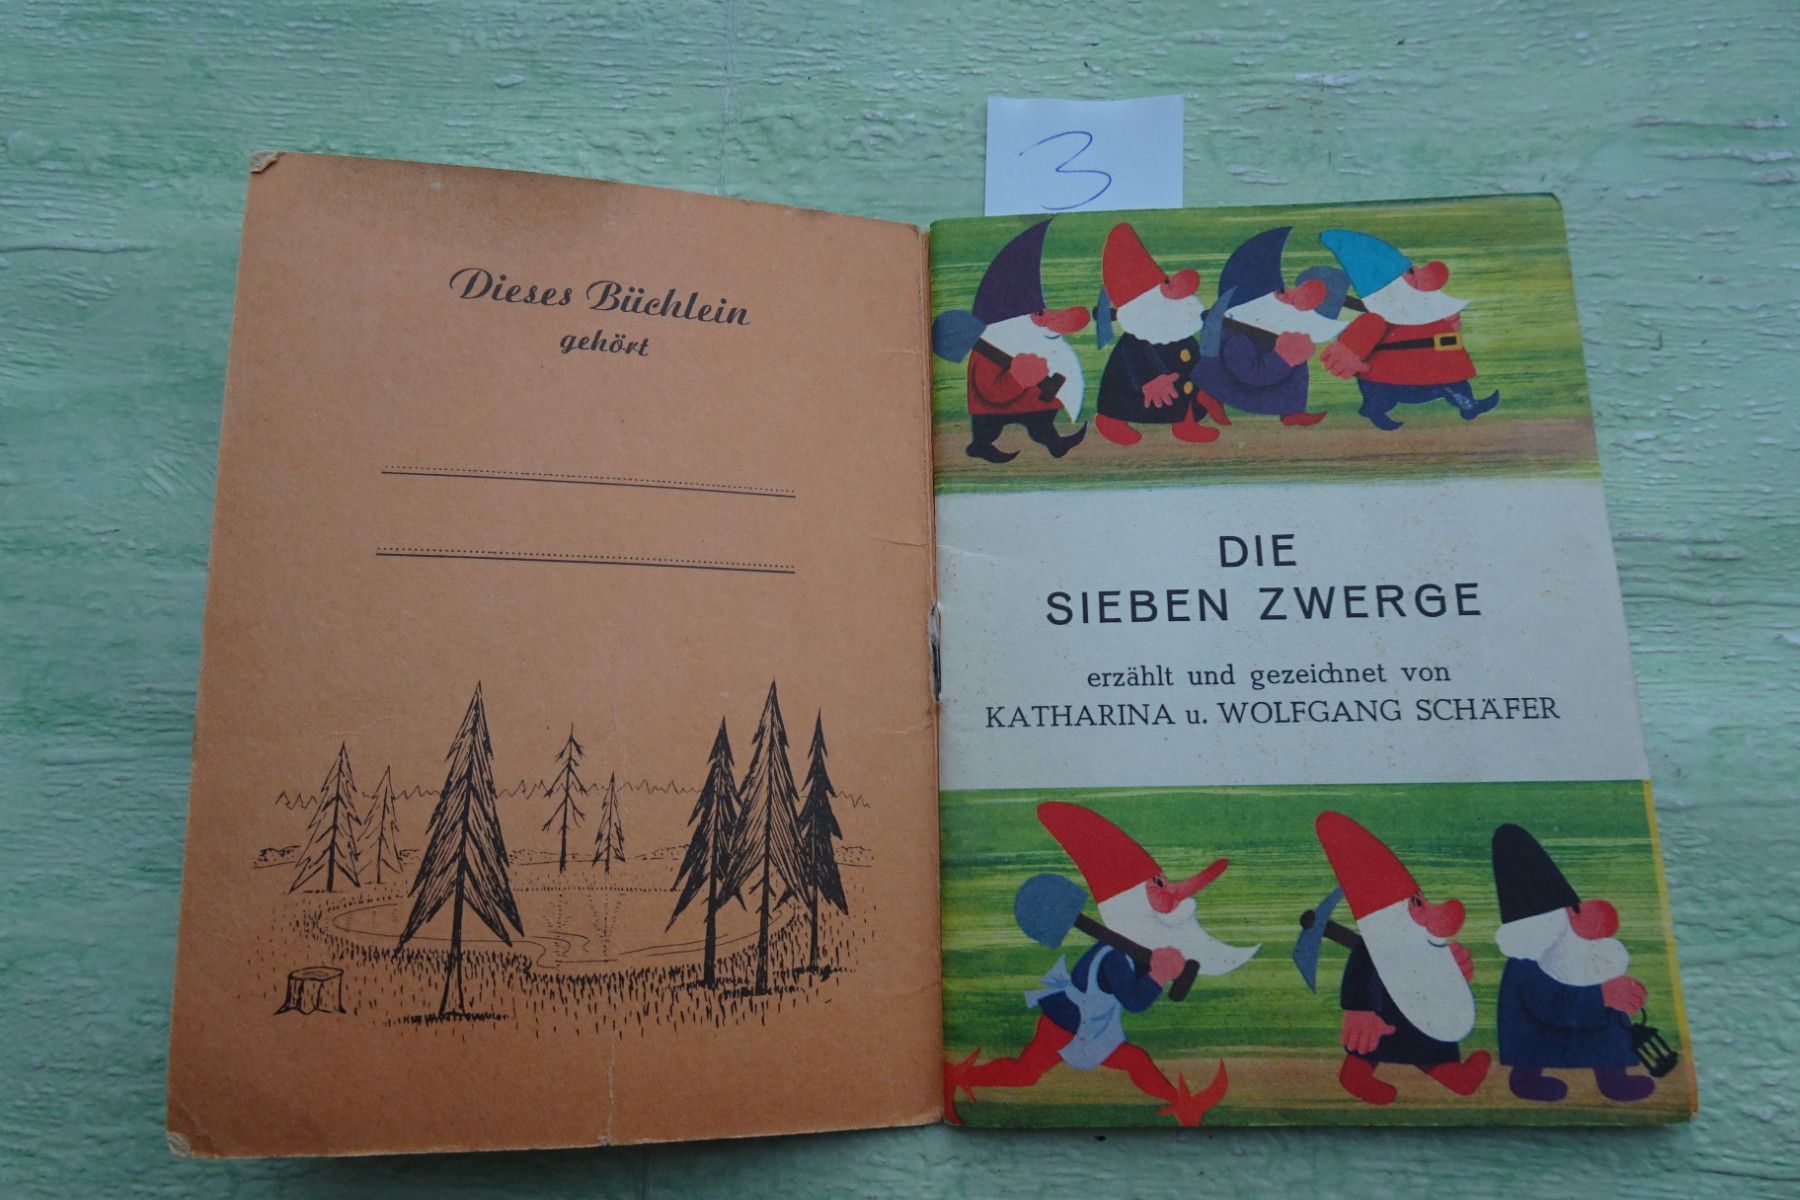 3
Dieses Büchlein
gehört
DIE
SIEBEN ZWERGE
erzählt und gezeichnet von
KATHARINA u. WOLFGANG SCHÄFER